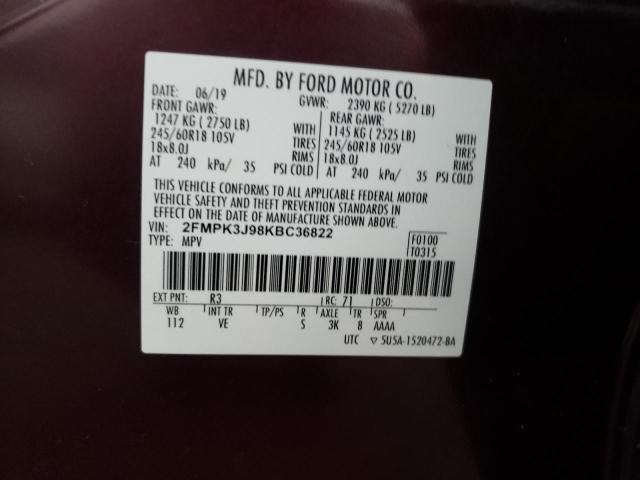 MFD. BY FORD MOTOR CO.
DATE: 06/19 GVWR: 2390 KG ( 5270 LB)
FRONT GAWR: REAR GAWR:
1247 KG ( 2750 LB) WITH 1145 KG ( 2525 LB) WITH
245/60R18 105V TIRES 245/60R18 105V TIRES
18x8.0J RIMS 18x8.0J RIMS
AT 240 kPa/ 35 PSI COLD AT 240 kPa/ 35 PSI COLD
THIS VEHICLE CONFORMS TO ALL APPLICABLE FEDERAL MOTOR
VEHICLE SAFETY AND THEFT PREVENTION STANDARDS IN
EFFECT ON THE DATE OF MANUFACTURE SHOWN ABOVE.
VIN: 2FMPK3J98KBC36822
TYPE: MPV
F0100
T0315
EXT PNT: R3 RC: 71 DSO:
WB INT TR TP/PS R AXLE TR SPR
112 VE S 3K 8 AAAA
UTC ▽ 5U5A-1520472-BA